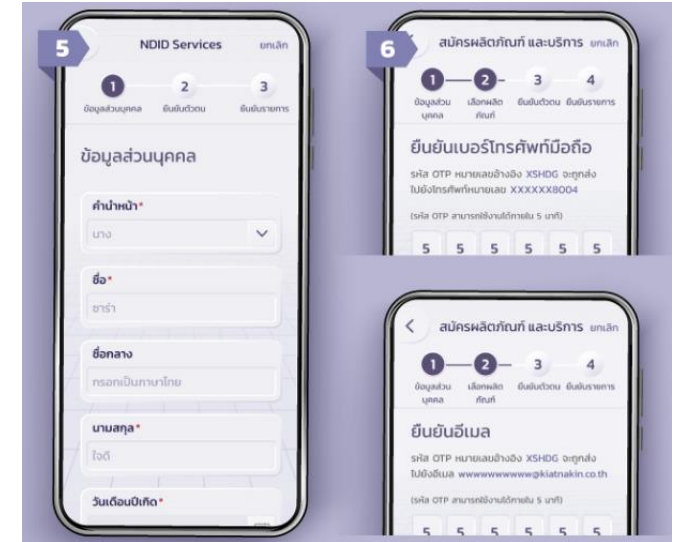 5
NDID Services
ยกเลิก
1
2
3
ข้อมูลส่วนบุคคล
ยืนยันตัวตน
ยืนยันรายการ
ข้อมูลส่วนบุคคล
คำนำหน้า*
นาง
ชื่อ*
ซาร่า
ชื่อกลาง
กรอกเป็นภาษาไทย
นามสกุล*
ใจดี
วันเดือนปีเกิด*
6
สมัครผลิตภัณฑ์ และบริการ
ยกเลิก
1
2
3
4
ข้อมูลส่วน
บุคคล
เลือกผลิต
ภัณฑ์
ยืนยันตัวตน
ยืนยันรายการ
ยืนยันเบอร์โทรศัพท์มือถือ
รหัส OTP หมายเลขอ้างอิง XSHDG จะถูกส่ง
ไปยังโทรศัพท์หมายเลข XXXXXX8004
(รหัส OTP สามารถใช้งานได้ภายใน 5 นาที)
5 5 5 5 5 5
สมัครผลิตภัณฑ์ และบริการ
ยกเลิก
1
2
3
4
ข้อมูลส่วน
บุคคล
เลือกผลิต
ภัณฑ์
ยืนยันตัวตน
ยืนยันรายการ
ยืนยันอีเมล
รหัส OTP หมายเลขอ้างอิง XSHDG จะถูกส่ง
ไปยังอีเมล wwwwwwwwww@kiatnakin.co.th
(รหัส OTP สามารถใช้งานได้ภายใน 5 นาที)
5 5 5 5 5 5